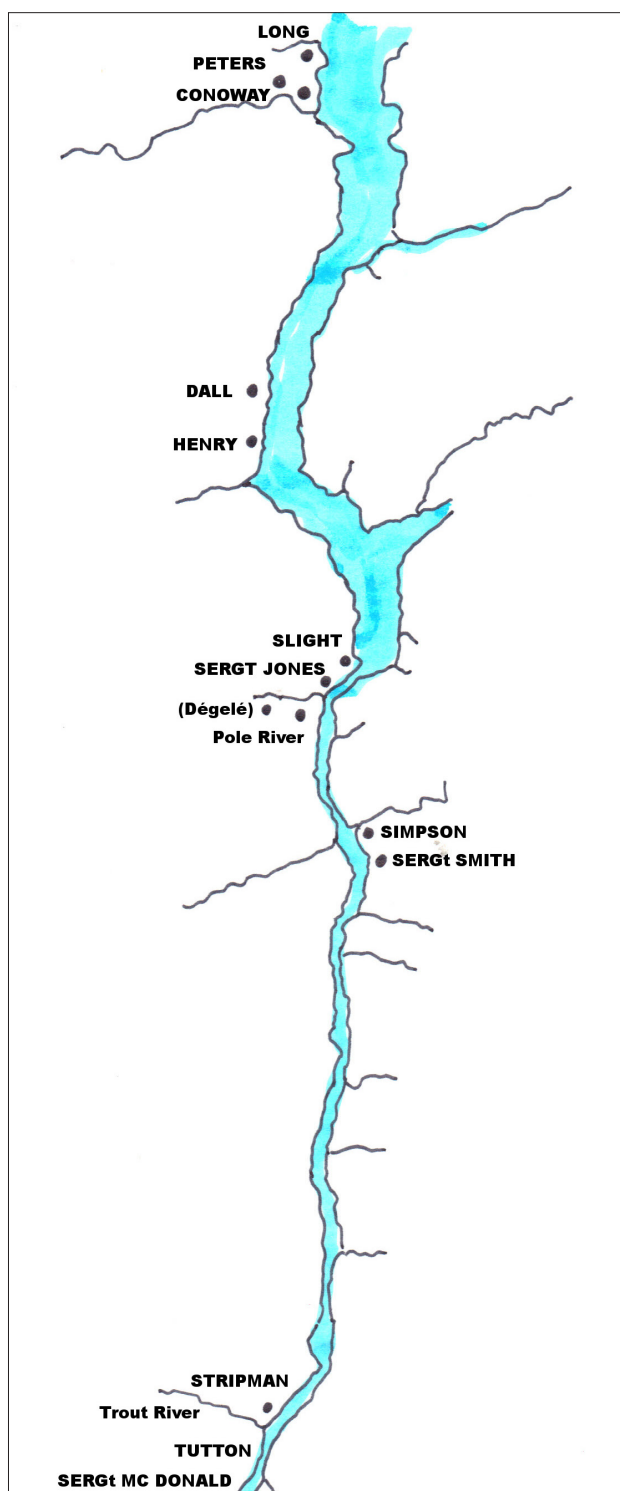 LONG
PETERS
CONOWAY
DALL
HENRY
SLIGHT
SERGT JONES
(Dégelé)
Pole River
SIMPSON
SERGt SMITH
STRIPMAN
Trout River
TUTTON
SERGt MC DONALD